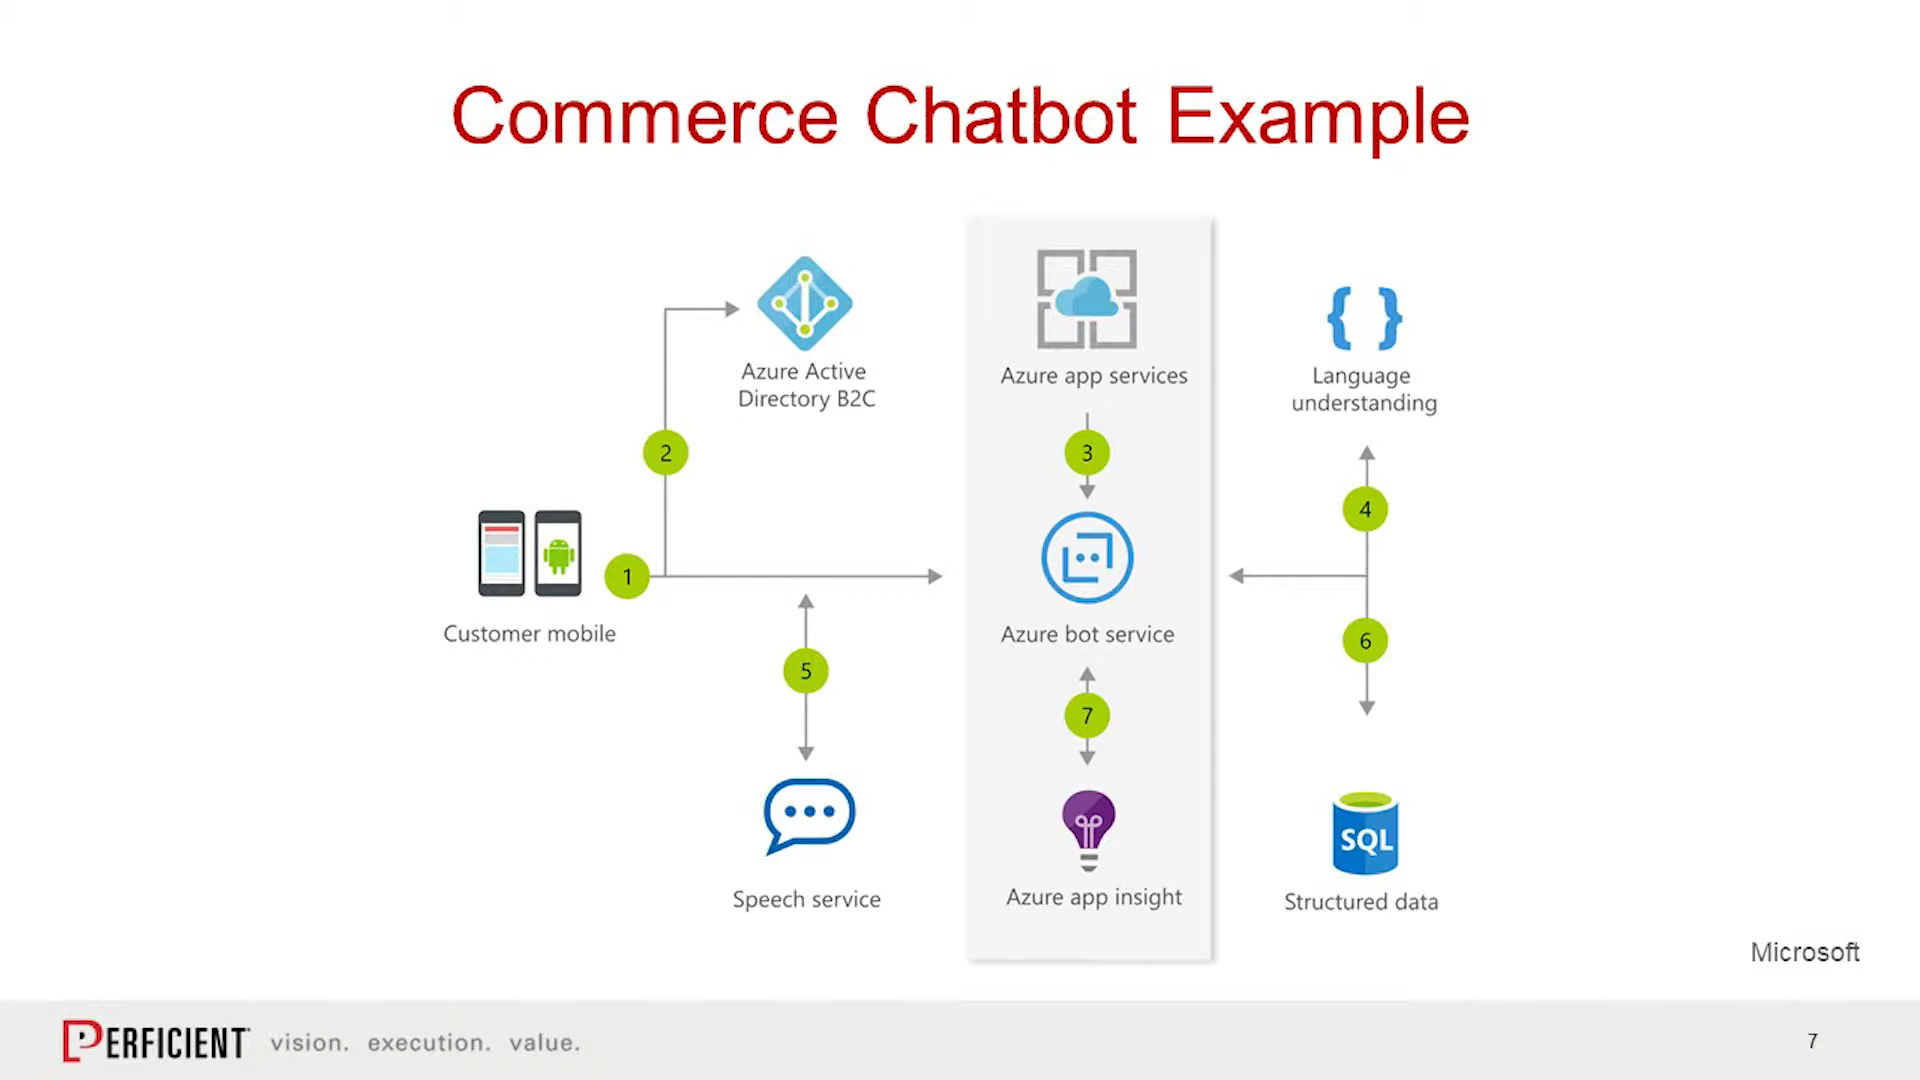 Commerce Chatbot Example
Azure Active
Directory B2C
Azure app services
Language
understanding
2
3
4
1
Customer mobile
Azure bot service
5
6
7
SQL
Speech service
Azure app insight
Structured data
Microsoft
PERFICIENT
vision. execution. value.
7